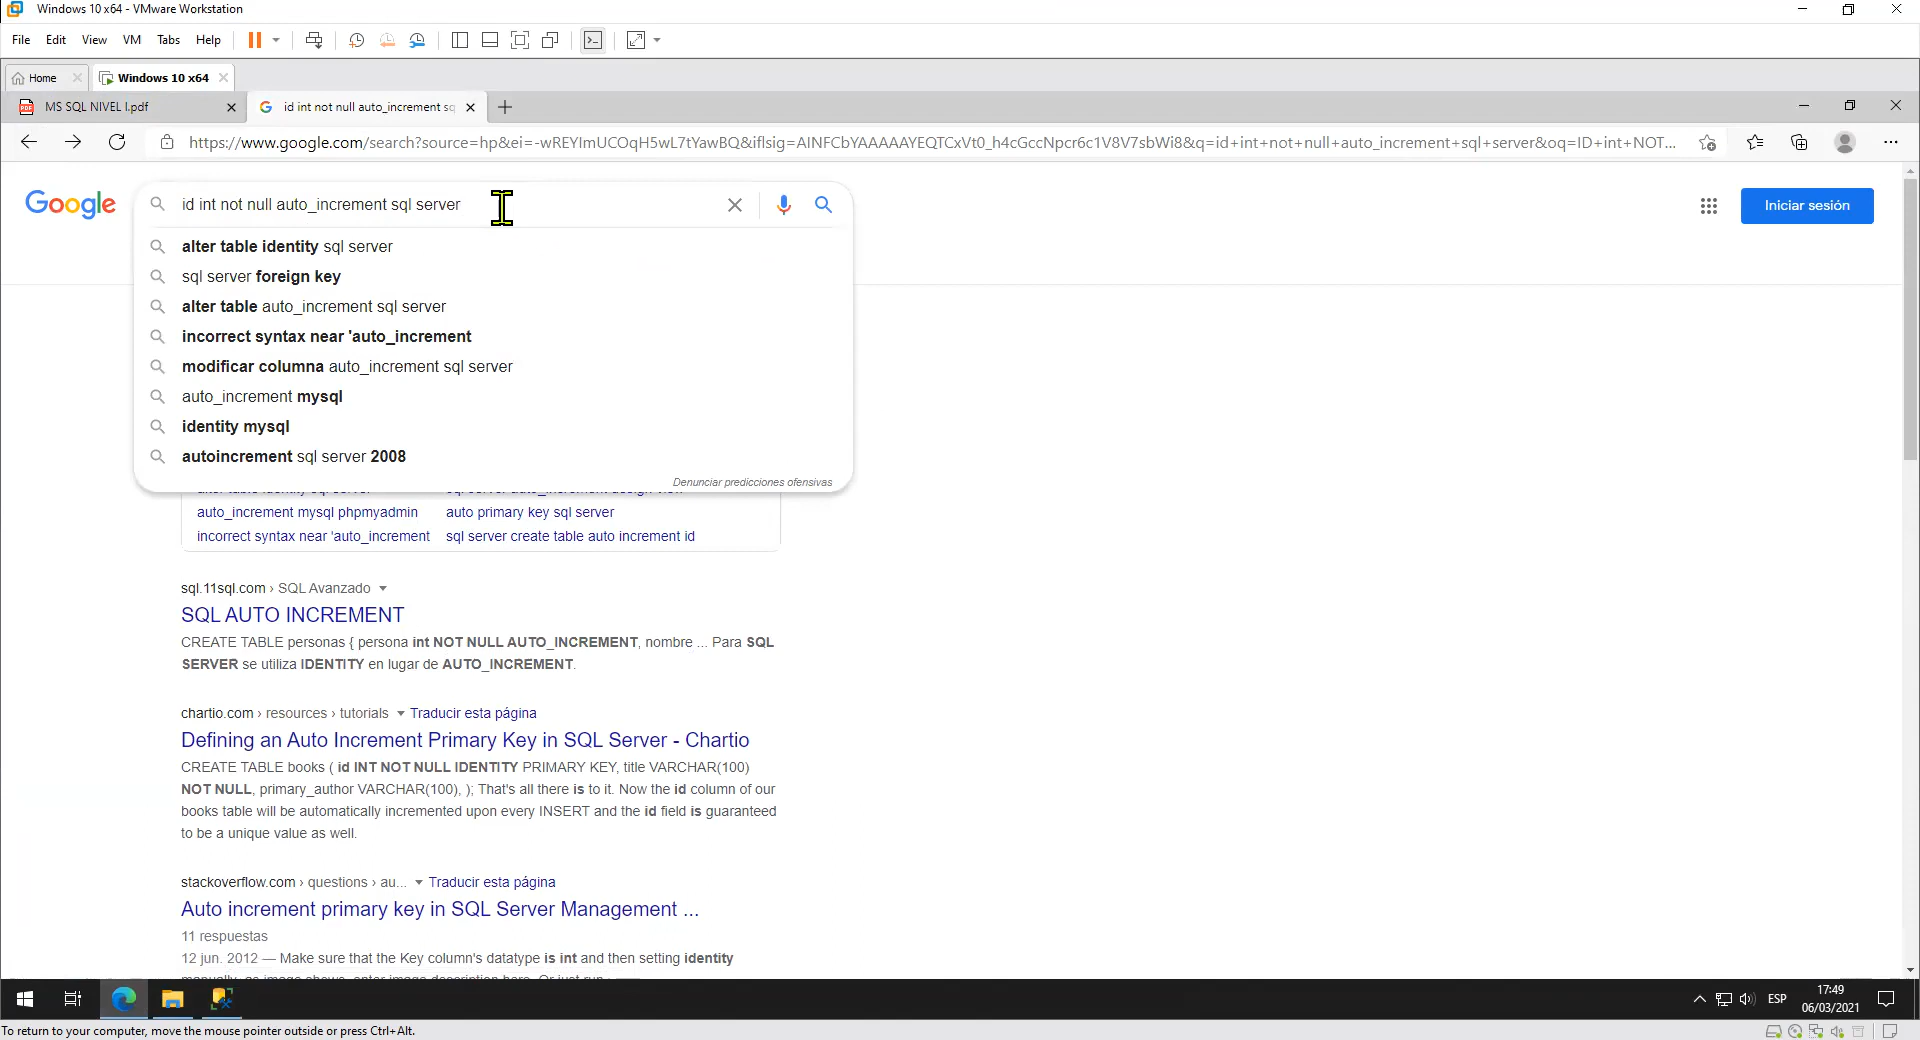 Windows 10 x64 - VMware Workstation
File Edit View VM Tabs Help
Home Windows 10 x64
MS SQL NIVEL I.pdf id int not null auto_increment sq
https://www.google.com/search?source=hp&ei=-wREYImUCOqH5wL7tYawBQ&iflsig=AINFCbYAAAAAYEQTCxVt0_h4cGccNpcr6c1V8V7sbWi8&q=id+int+not+null+auto_increment+sql+server&oq=ID+int+NOT...
Google
id int not null auto_increment sql server
Iniciar sesión
alter table identity sql server
sql server foreign key
alter table auto_increment sql server
incorrect syntax near 'auto_increment
modificar columna auto_increment sql server
auto_increment mysql
identity mysql
autoincrement sql server 2008
Denunciar predicciones ofensivas
auto_increment mysql phpmyadmin auto primary key sql server
incorrect syntax near 'auto_increment sql server create table auto increment id
sql.11sql.com › SQL Avanzado
SQL AUTO INCREMENT
CREATE TABLE personas { persona int NOT NULL AUTO_INCREMENT, nombre ... Para SQL
SERVER se utiliza IDENTITY en lugar de AUTO_INCREMENT.
chartio.com › resources › tutorials Traducir esta página
Defining an Auto Increment Primary Key in SQL Server - Chartio
CREATE TABLE books ( id INT NOT NULL IDENTITY PRIMARY KEY, title VARCHAR(100)
NOT NULL, primary_author VARCHAR(100), ); That's all there is to it. Now the id column of our
books table will be automatically incremented upon every INSERT and the id field is guaranteed
to be a unique value as well.
stackoverflow.com › questions › au... Traducir esta página
Auto increment primary key in SQL Server Management ...
11 respuestas
12 jun. 2012 — Make sure that the Key column's datatype is int and then setting identity
ESP
17:49
06/03/2021
To return to your computer, move the mouse pointer outside or press Ctrl+Alt.